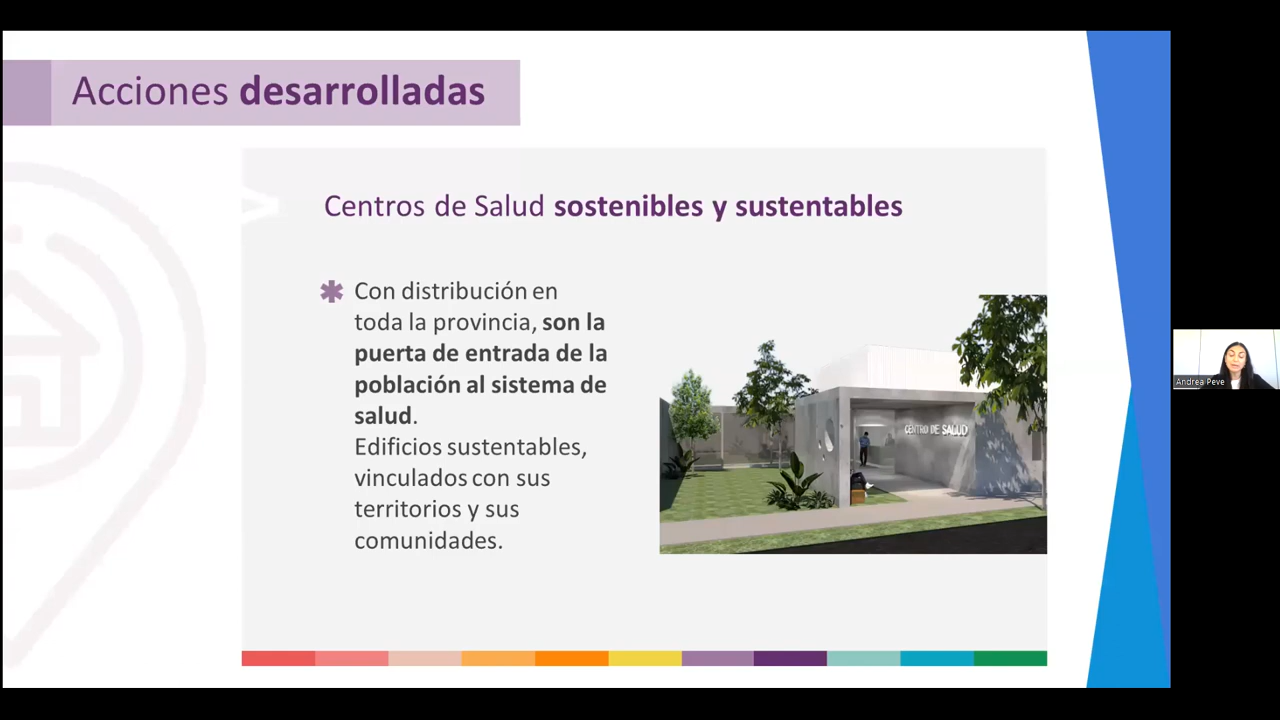 Acciones desarrolladas
Centros de Salud sostenibles y sustentables
Con distribución en
toda la provincia, son la
puerta de entrada de la
población al sistema de
salud.
Edificios sustentables,
vinculados con sus
territorios y sus
comunidades.
CENTRO DE SALUD
Andrea Peve